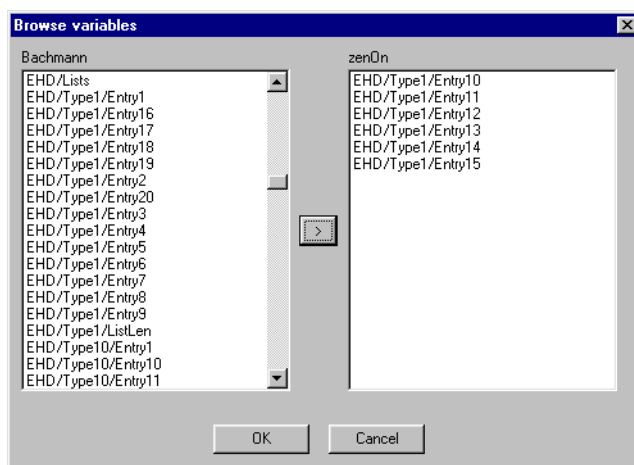 Browse variables
Bachmann
EHD/Lists
EHD/Type1/Entry1
EHD/Type1/Entry16
EHD/Type1/Entry17
EHD/Type1/Entry18
EHD/Type1/Entry19
EHD/Type1/Entry2
EHD/Type1/Entry20
EHD/Type1/Entry3
EHD/Type1/Entry4
EHD/Type1/Entry5
EHD/Type1/Entry6
EHD/Type1/Entry7
EHD/Type1/Entry8
EHD/Type1/Entry9
EHD/Type1/ListLen
EHD/Type10/Entry1
EHD/Type10/Entry10
EHD/Type10/Entry11
>
zenOn
EHD/Type1/Entry10
EHD/Type1/Entry11
EHD/Type1/Entry12
EHD/Type1/Entry13
EHD/Type1/Entry14
EHD/Type1/Entry15
OK
Cancel